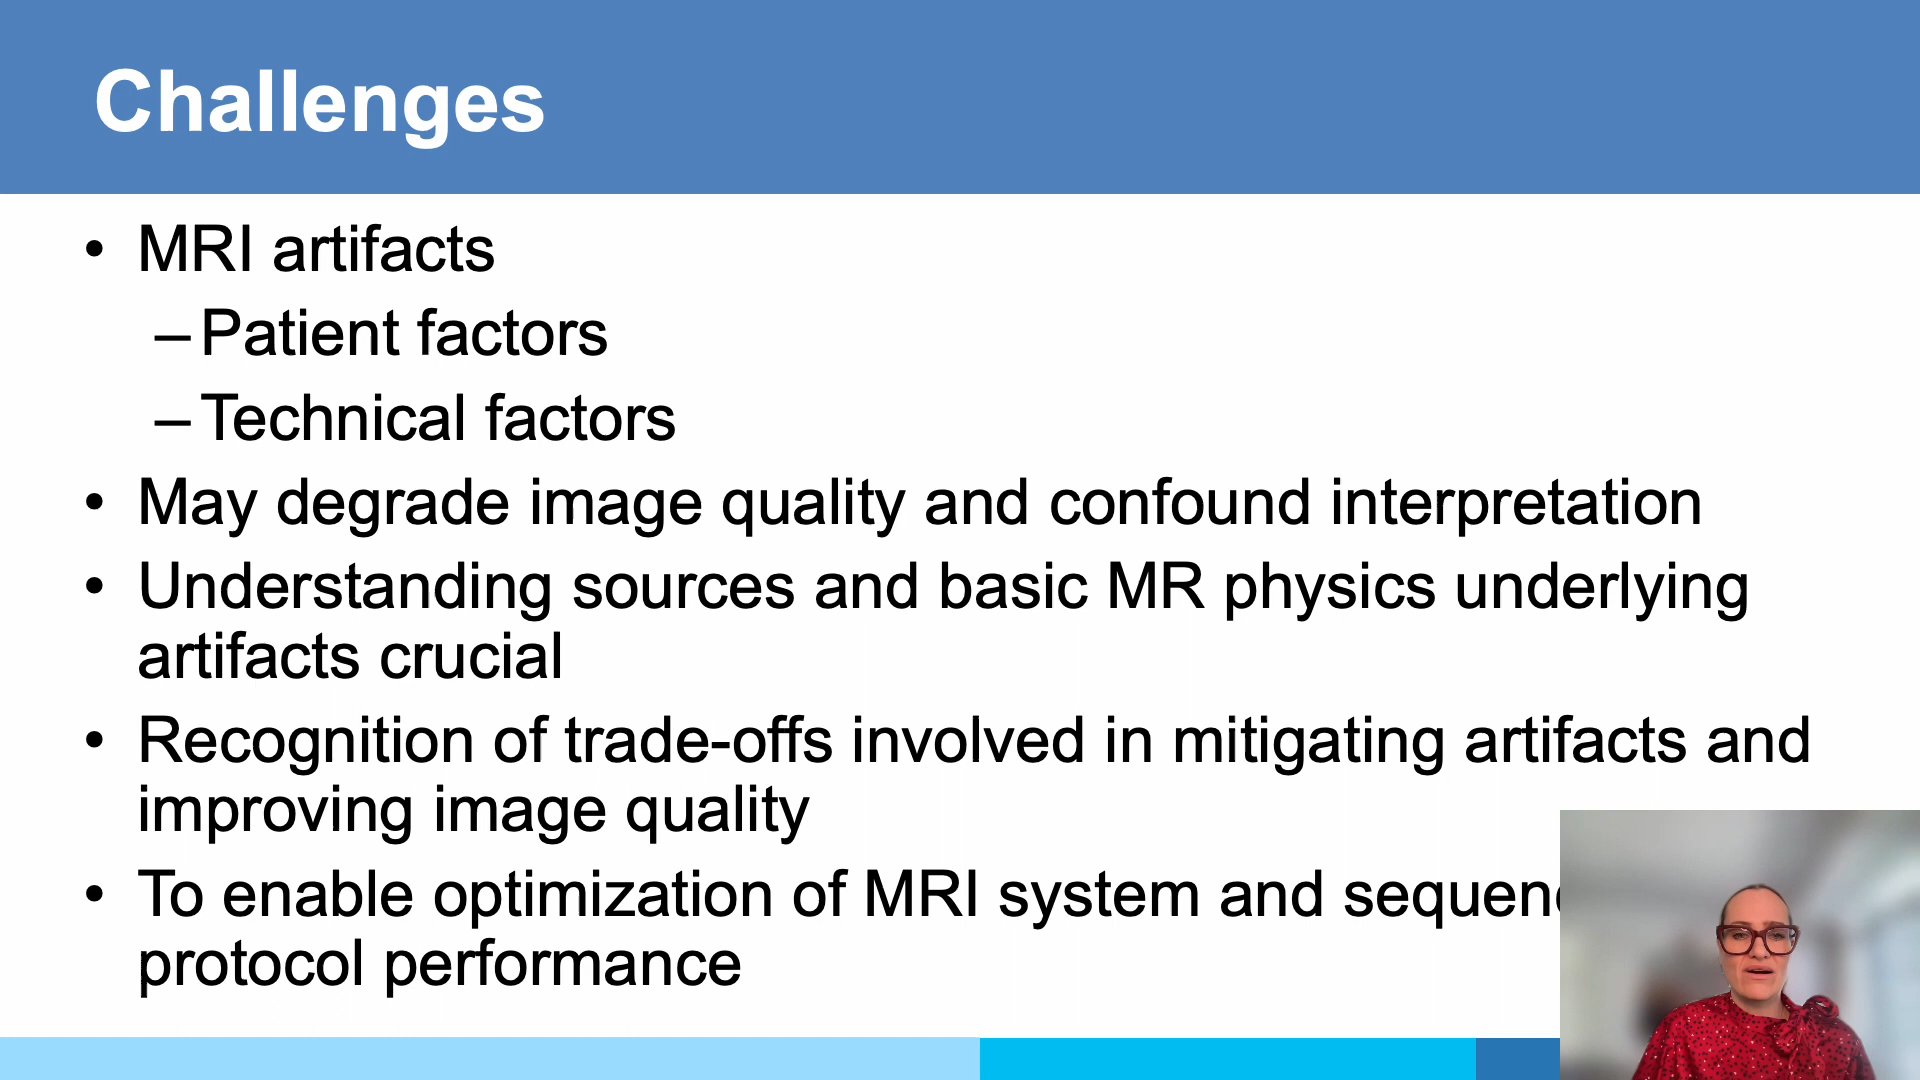 Challenges
• MRI artifacts
– Patient factors
– Technical factors
• May degrade image quality and confound interpretation
• Understanding sources and basic MR physics underlying
artifacts crucial
• Recognition of trade-offs involved in mitigating artifacts and
improving image quality
• To enable optimization of MRI system and
protocol performance